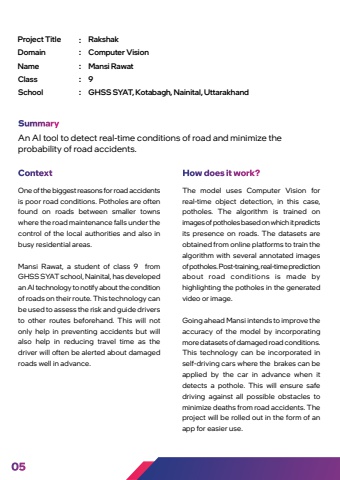 Project Title : Rakshak
Domain : Computer Vision
Name : Mansi Rawat
Class : 9
School : GHSS SYAT, Kotabagh, Nainital, Uttarakhand
Summary
An AI tool to detect real-time conditions of road and minimize the
probability of road accidents.
Context
One of the biggest reasons for road accidents
is poor road conditions. Potholes are often
found on roads between smaller towns
where the road maintenance falls under the
control of the local authorities and also in
busy residential areas.
Mansi Rawat, a student of class 9 from
GHSS SYAT school, Nainital, has developed
an AI technology to notify about the condition
of roads on their route. This technology can
be used to assess the risk and guide drivers
to other routes beforehand. This will not
only help in preventing accidents but will
also help in reducing travel time as the
driver will often be alerted about damaged
roads well in advance.
How does it work?
The model uses Computer Vision for
real-time object detection, in this case,
potholes. The algorithm is trained on
images of potholes based on which it predicts
its presence on roads. The datasets are
obtained from online platforms to train the
algorithm with several annotated images
of potholes. Post-training, real-time prediction
about road conditions is made by
highlighting the potholes in the generated
video or image.
Going ahead Mansi intends to improve the
accuracy of the model by incorporating
more datasets of damaged road conditions.
This technology can be incorporated in
self-driving cars where the brakes can be
applied by the car in advance when it
detects a pothole. This will ensure safe
driving against all possible obstacles to
minimize deaths from road accidents. The
project will be rolled out in the form of an
app for easier use.
05